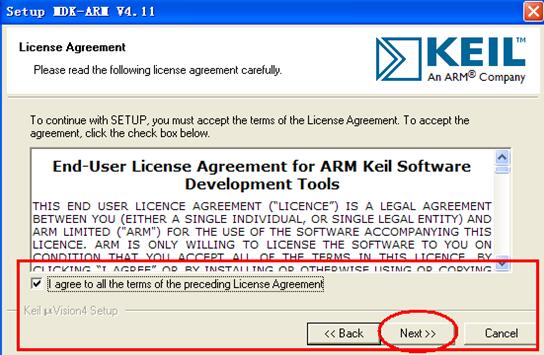 Setup MDK-ARM V4.11
License Agreement
Please read the following license agreement carefully.
KEIL™
An ARM® Company
To continue with SETUP, you must accept the terms of the License Agreement. To accept the
agreement, click the check box below.
End-User License Agreement for ARM Keil Software
Development Tools
THIS END USER LICENCE AGREEMENT ("LICENCE") IS A LEGAL AGREEMENT
BETWEEN YOU (EITHER A SINGLE INDIVIDUAL, OR SINGLE LEGAL ENTITY) AND
ARM LIMITED ("ARM") FOR THE USE OF THE SOFTWARE ACCOMPANYING THIS
LICENCE. ARM IS ONLY WILLING TO LICENSE THE SOFTWARE TO YOU ON
CONDITION THAT YOU ACCEPT ALL OF THE TERMS IN THIS LICENCE. BY
CLICKING "I AGREE" OR BY INSTALLING OR OTHERWISE USING OR COPYING
I agree to all the terms of the preceding License Agreement
Keil µVision4 Setup
<< Back
Next >>
Cancel